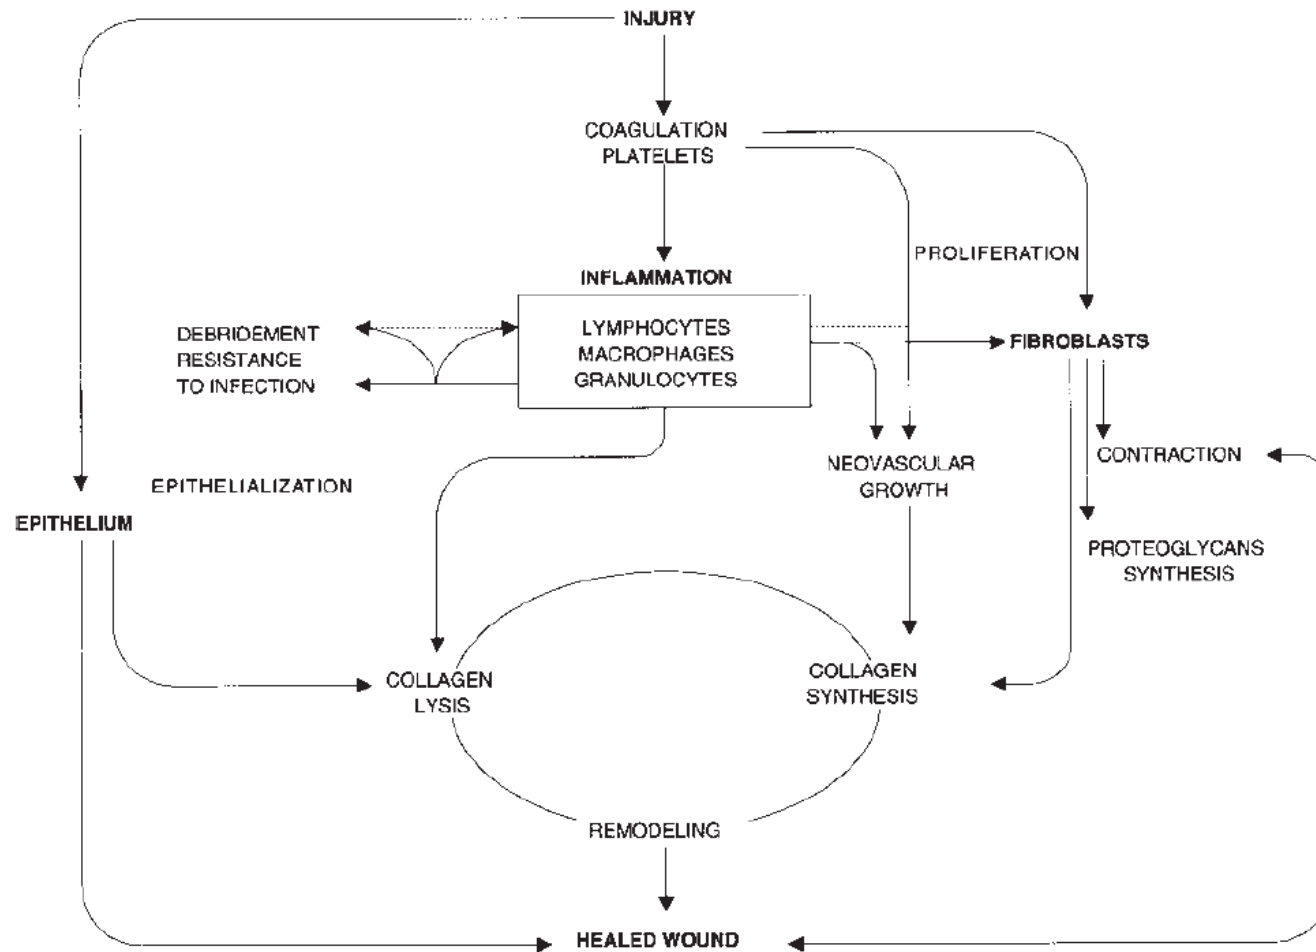 INJURY
COAGULATION
PLATELETS
PROLIFERATION
INFLAMMATION
LYMPHOCYTES
MACROPHAGES
GRANULOCYTES
DEBRIDEMENT
RESISTANCE
TO INFECTION
FIBROBLASTS
NEOVASCULAR
GROWTH
CONTRACTION
EPITHELIALIZATION
EPITHELIUM
PROTEOGLYCANS
SYNTHESIS
COLLAGEN
LYSIS
COLLAGEN
SYNTHESIS
REMODELING
HEALED WOUND